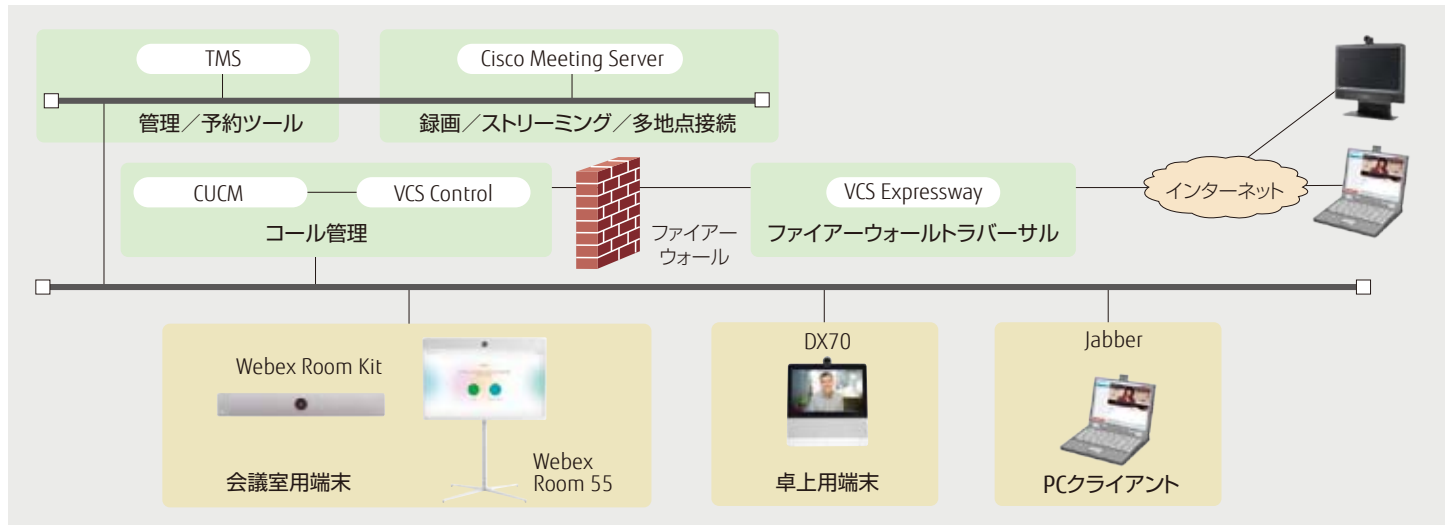 TMS
管理／予約ツール
Cisco Meeting Server
録画／ストリーミング／多地点接続
CUCM
VCS Control
コール管理
ファイアー
ウォール
VCS Expressway
ファイアーウォールトラバーサル
インターネット
Webex Room Kit
Webex
Room 55
会議室用端末
DX70
卓上用端末
Jabber
PCクライアント